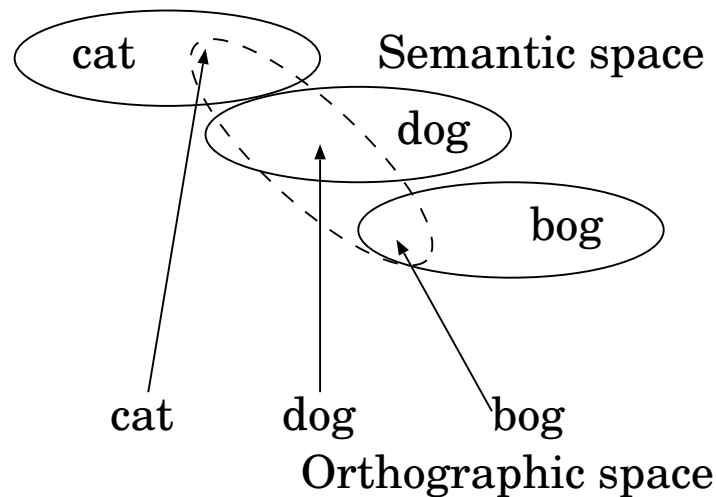 cat Semantic space
dog
bog
cat dog bog
Orthographic space